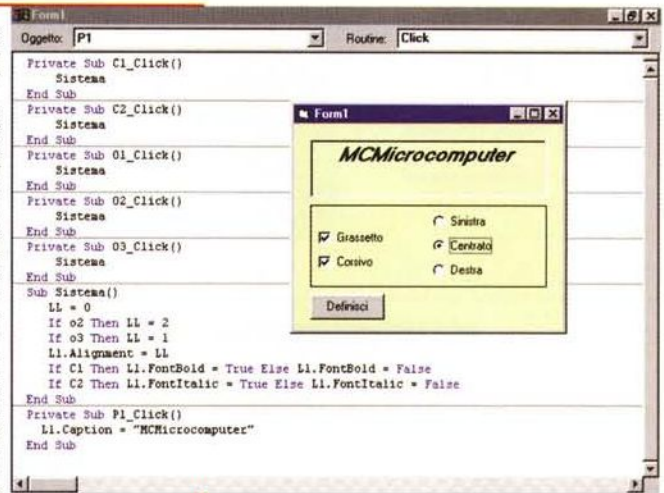 Form1
Oggetto: P1 Routine: Click
Private Sub C1_Click()
Sistema
End Sub
Private Sub C2_Click()
Sistema
End Sub
Private Sub O1_Click()
Sistema
End Sub
Private Sub O2_Click()
Sistema
End Sub
Private Sub O3_Click()
Sistema
End Sub
Sub Sistema()
LL = 0
If o2 Then LL = 2
If o3 Then LL = 1
L1.Alignment = LL
If C1 Then L1.FontBold = True Else L1.FontBold = False
If C2 Then L1.FontItalic = True Else L1.FontItalic = False
End Sub
Private Sub P1_Click()
L1.Caption = "MCMicrocomputer"
End Sub
Form1
MCMicrocomputer
Grassetto
Corsivo
Sinistra
Centrato
Destra
Definisci